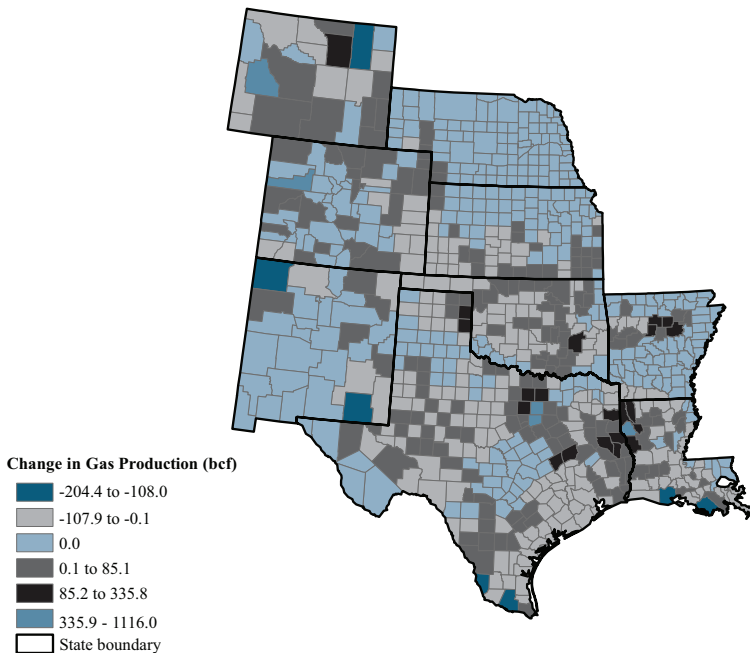 Change in Gas Production (bcf)
-204.4 to -108.0
-107.9 to -0.1
0.0
0.1 to 85.1
85.2 to 335.8
335.9 - 1116.0
State boundary